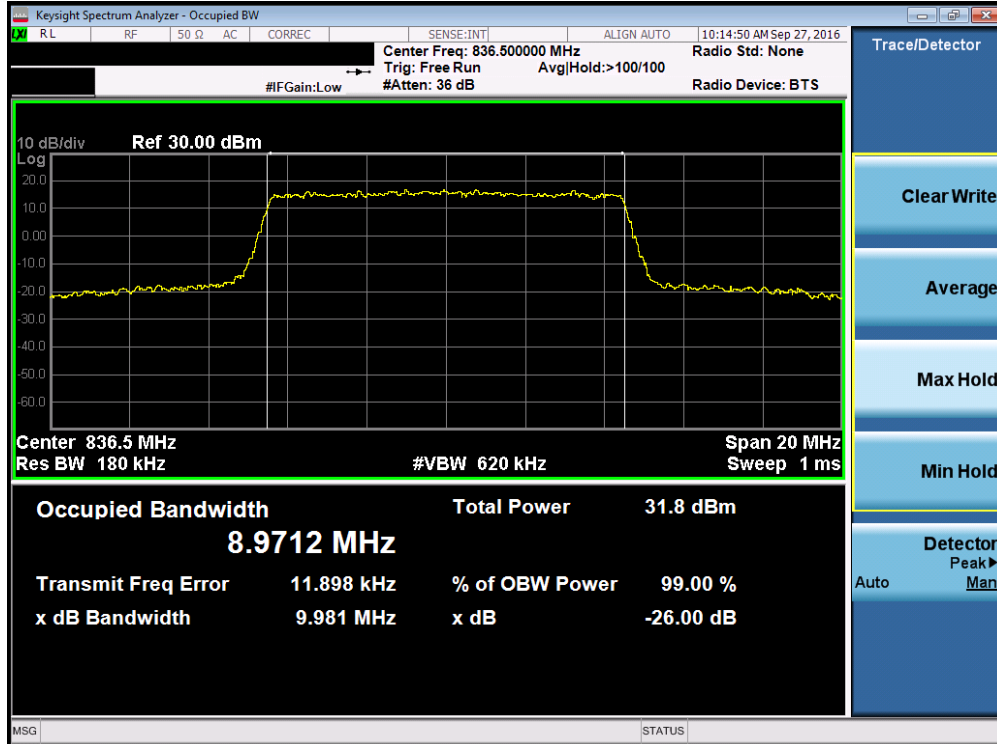 Keysight Spectrum Analyzer - Occupied BW
LXI RL RF 50 Ω AC CORREC SENSE:INT ALIGN AUTO 10:14:50 AM Sep 27, 2016
Center Freq: 836.500000 MHz Radio Std: None
Trig: Free Run Avg|Hold:>100/100
#IFGain:Low #Atten: 36 dB Radio Device: BTS
10 dB/div Ref 30.00 dBm
Log
20.0
10.0
0.00
-10.0
-20.0
-30.0
-40.0
-50.0
-60.0
Center 836.5 MHz Span 20 MHz
Res BW 180 kHz #VBW 620 kHz Sweep 1 ms
Occupied Bandwidth Total Power 31.8 dBm
8.9712 MHz
Transmit Freq Error 11.898 kHz % of OBW Power 99.00 %
x dB Bandwidth 9.981 MHz x dB -26.00 dB
MSG STATUS
Trace/Detector
Clear Write
Average
Max Hold
Min Hold
Detector
Peak▶
Auto Man